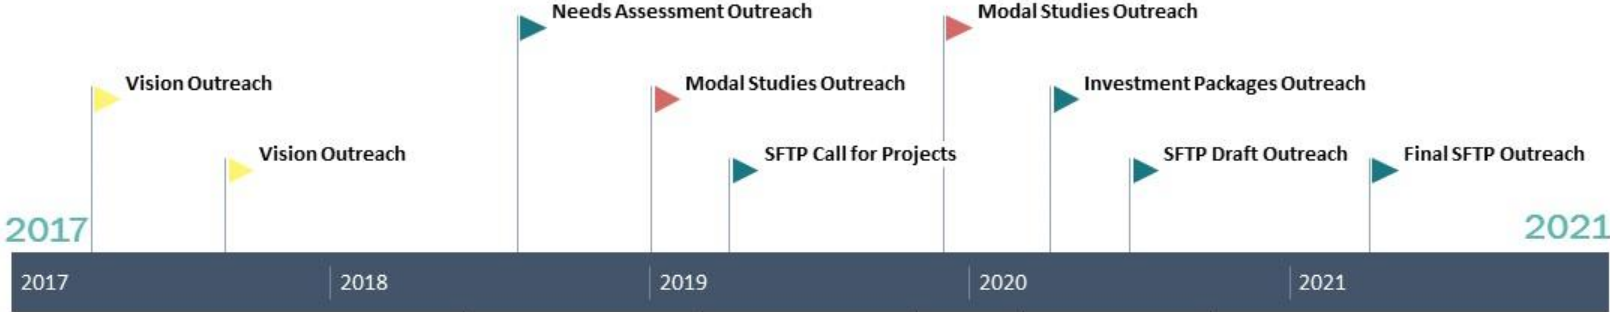 Needs Assessment Outreach
Modal Studies Outreach
Vision Outreach
Modal Studies Outreach
Investment Packages Outreach
Vision Outreach
SFTP Call for Projects
SFTP Draft Outreach
Final SFTP Outreach
2017
2021
2017
2018
2019
2020
2021